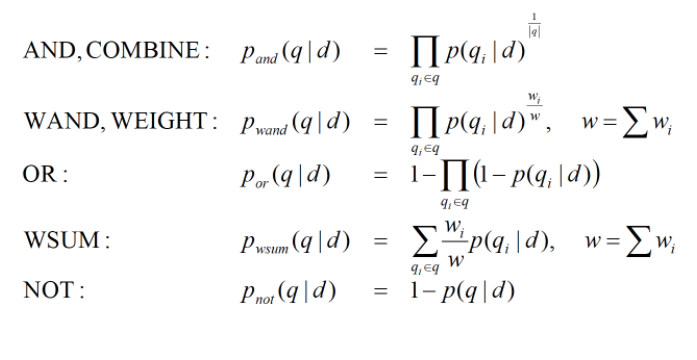 AND, COMBINE : p_and(q | d) = ∏_{q_i∈q} p(q_i | d)^{1/|q|}
WAND, WEIGHT : p_wand(q | d) = ∏_{q_i∈q} p(q_i | d)^{w_i/w}, w = ∑ w_i
OR : p_or(q | d) = 1 − ∏_{q_i∈q} (1 − p(q_i | d))
WSUM : p_wsum(q | d) = ∑_{q_i∈q} w_i/w p(q_i | d), w = ∑ w_i
NOT : p_not(q | d) = 1 − p(q | d)